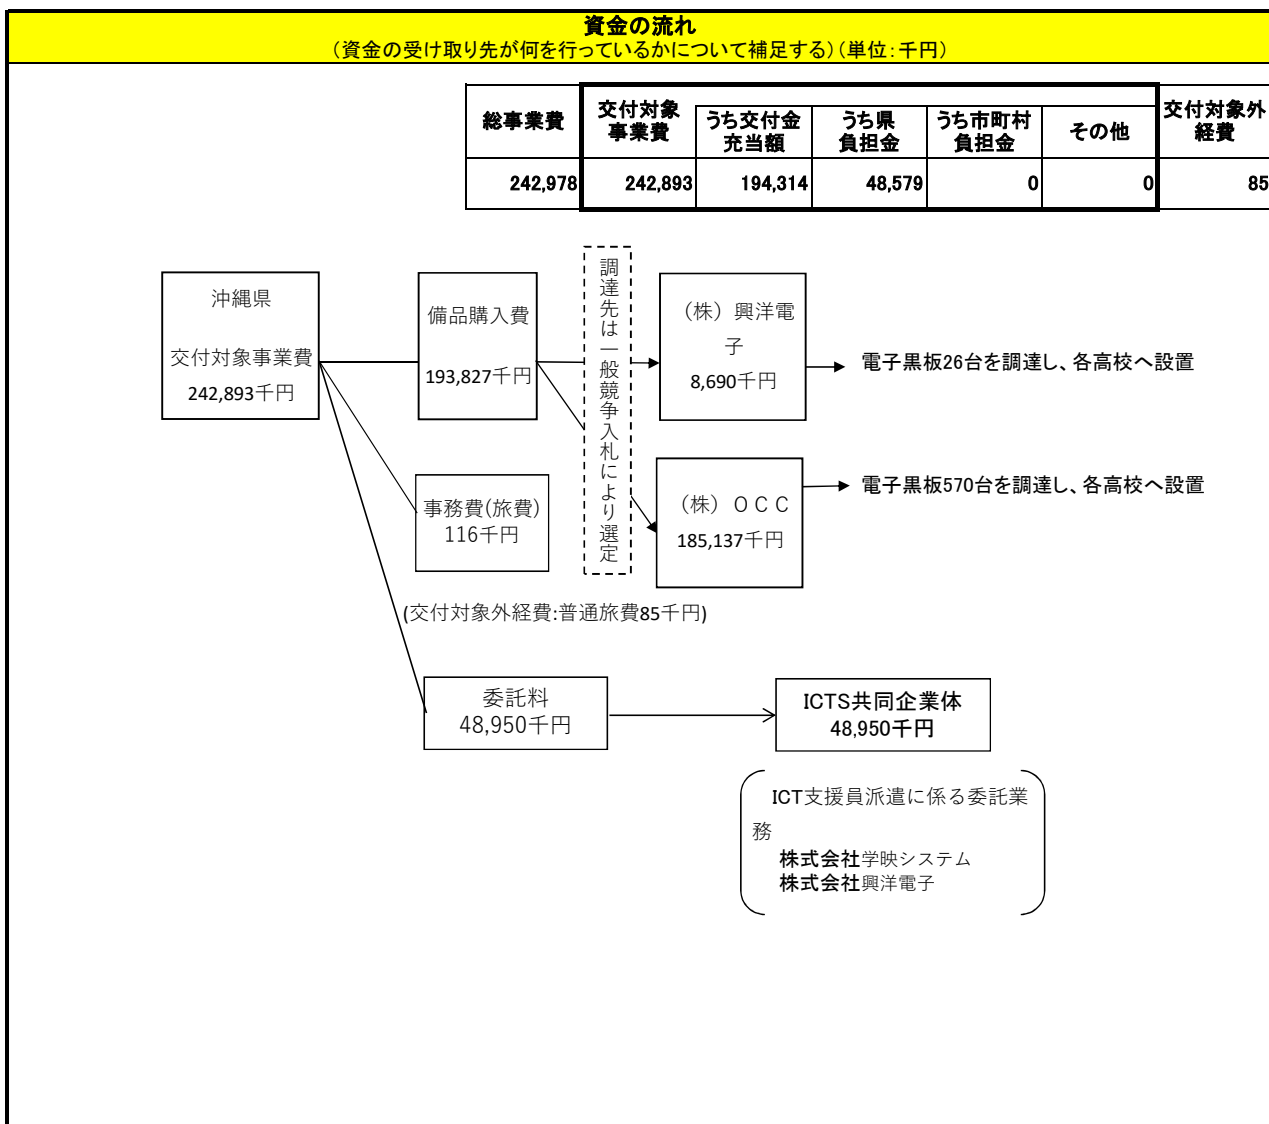 資金の流れ
（資金の受け取り先が何を行っているかについて補足する）（単位：千円）
総事業費
交付対象
事業費
うち交付金
充当額
うち県
負担金
うち市町村
負担金
その他
交付対象外
経費
242,978
242,893
194,314
48,579
0
0
85
沖縄県
交付対象事業費
242,893千円
備品購入費
193,827千円
調達先は一般競争入札により選定
（株）興洋電
子
8,690千円
電子黒板26台を調達し、各高校へ設置
事務費(旅費)
116千円
（株）ＯＣＣ
185,137千円
電子黒板570台を調達し、各高校へ設置
(交付対象外経費:普通旅費85千円)
委託料
48,950千円
ICTS共同企業体
48,950千円
ICT支援員派遣に係る委託業
務
株式会社学映システム
株式会社興洋電子